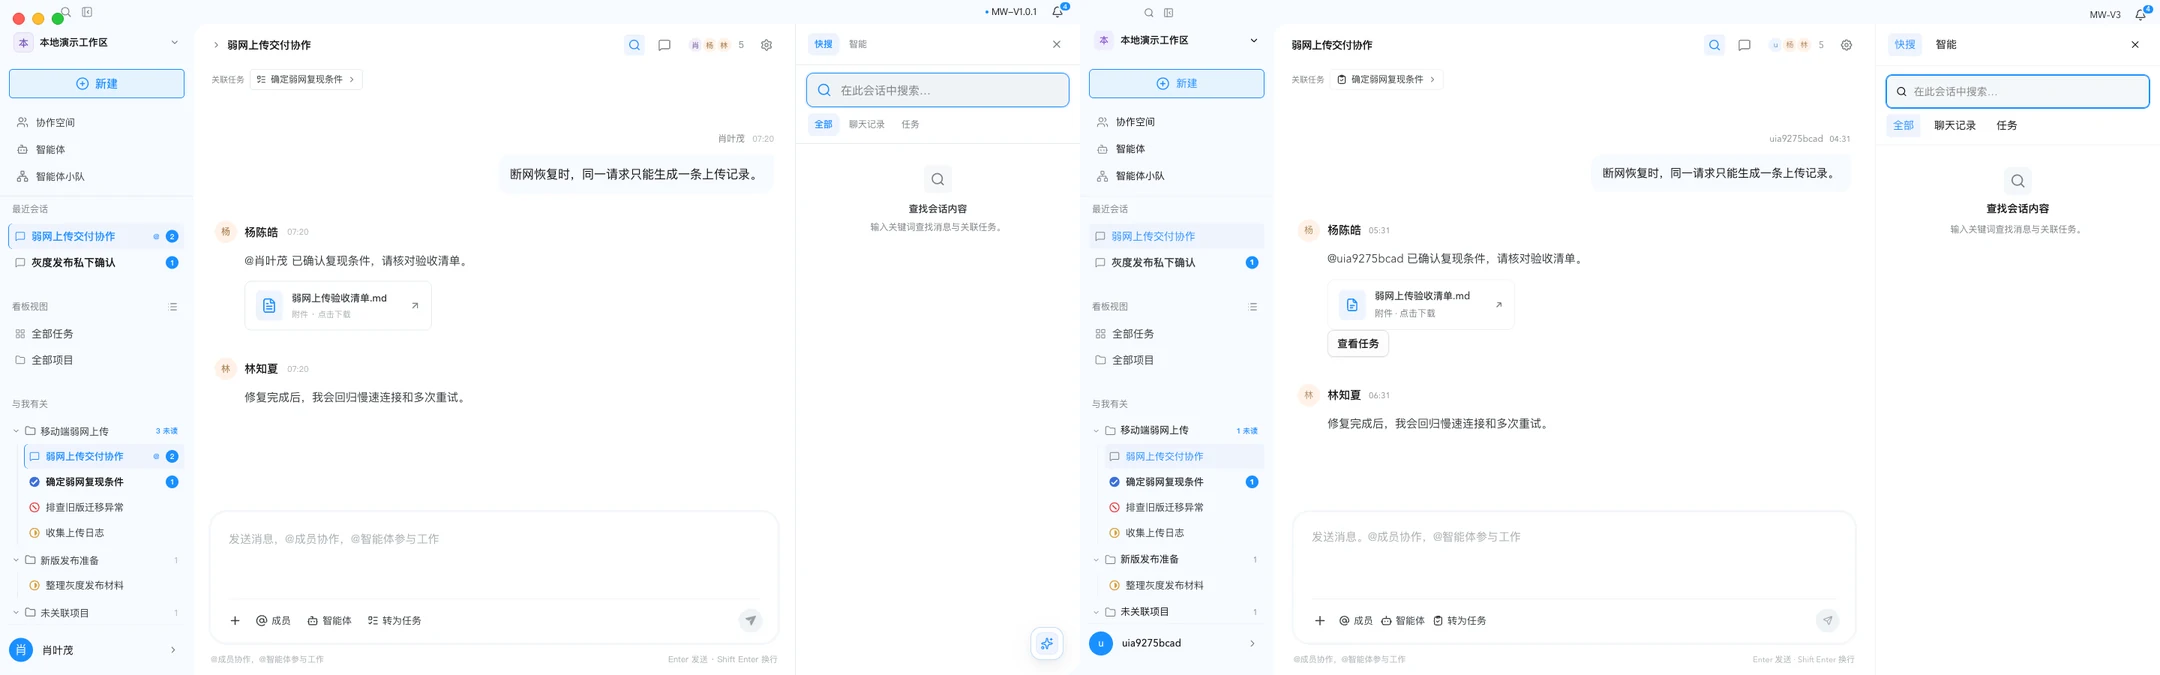 MW-V1.0.1
4
本 本地演示工作区
新建
协作空间
智能体
智能体小队
最近会话
弱网上传交付协作 @ 2
灰度发布私下确认 1
看板视图
全部任务
全部项目
与我有关
移动端弱网上传 3 未读
弱网上传交付协作 @ 2
确定弱网复现条件 1
排查旧版迁移异常
收集上传日志
新版发布准备 1
整理灰度发布材料
未关联项目 1
肖 肖叶茂
弱网上传交付协作
肖 杨 林 5
关联任务 确定弱网复现条件
肖叶茂 07:20
断网恢复时，同一请求只能生成一条上传记录。
杨 杨陈皓 07:20
@肖叶茂 已确认复现条件，请核对验收清单。
弱网上传验收清单.md
附件 · 点击下载
林 林知夏 07:20
修复完成后，我会回归慢速连接和多次重试。
发送消息，@成员协作，@智能体参与工作
成员 智能体 转为任务
@成员协作，@智能体参与工作 Enter 发送 · Shift Enter 换行
快搜 智能
在此会话中搜索...
全部 聊天记录 任务
查找会话内容
输入关键词查找消息与关联任务。
MW-V3
4
本 本地演示工作区
新建
协作空间
智能体
智能体小队
最近会话
弱网上传交付协作
灰度发布私下确认 1
看板视图
全部任务
全部项目
与我有关
移动端弱网上传 1 未读
弱网上传交付协作
确定弱网复现条件 1
排查旧版迁移异常
收集上传日志
新版发布准备 1
整理灰度发布材料
未关联项目 1
u uia9275bcad
弱网上传交付协作
u 杨 林 5
关联任务 确定弱网复现条件
uia9275bcad 04:31
断网恢复时，同一请求只能生成一条上传记录。
杨 杨陈皓 05:31
@uia9275bcad 已确认复现条件，请核对验收清单。
弱网上传验收清单.md
附件 · 点击下载
查看任务
林 林知夏 06:31
修复完成后，我会回归慢速连接和多次重试。
发送消息。@成员协作，@智能体参与工作
成员 智能体 转为任务
@成员协作，@智能体参与工作 Enter 发送 · Shift Enter 换行
快搜 智能
在此会话中搜索...
全部 聊天记录 任务
查找会话内容
输入关键词查找消息与关联任务。